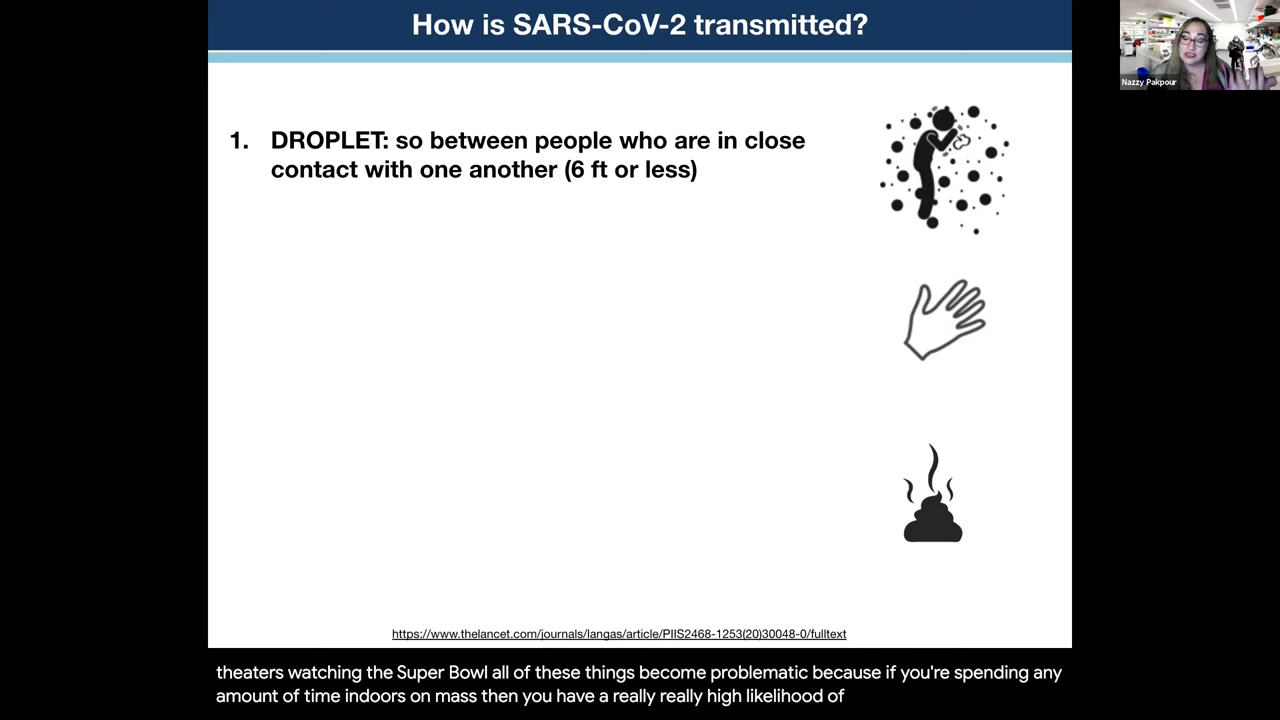 How is SARS-CoV-2 transmitted?
Nazzy Pakpour
1. DROPLET: so between people who are in close
contact with one another (6 ft or less)
https://www.thelancet.com/journals/langas/article/PIIS2468-1253(20)30048-0/fulltext
theaters watching the Super Bowl all of these things become problematic because if you're spending any
amount of time indoors on mass then you have a really really high likelihood of